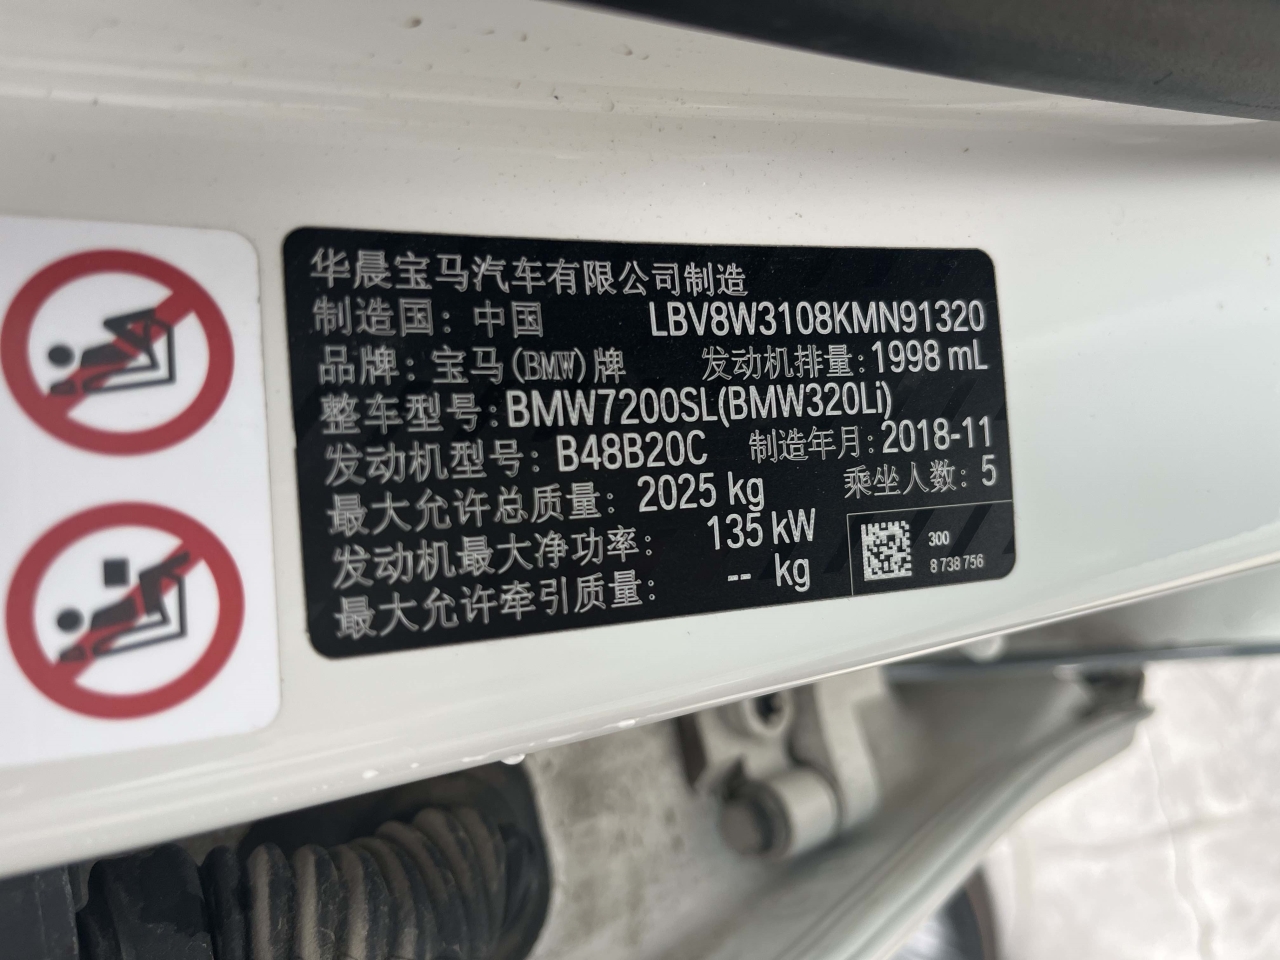 华晨宝马汽车有限公司制造
制造国：中国 LBV8W3108KMN91320
品牌：宝马(BMW)牌 发动机排量：1998 mL
整车型号：BMW7200SL(BMW320Li)
发动机型号：B48B20C 制造年月：2018-11
最大允许总质量：2025 kg 乘坐人数：5
发动机最大净功率：135 kW
最大允许牵引质量：-- kg
300
8 738 756